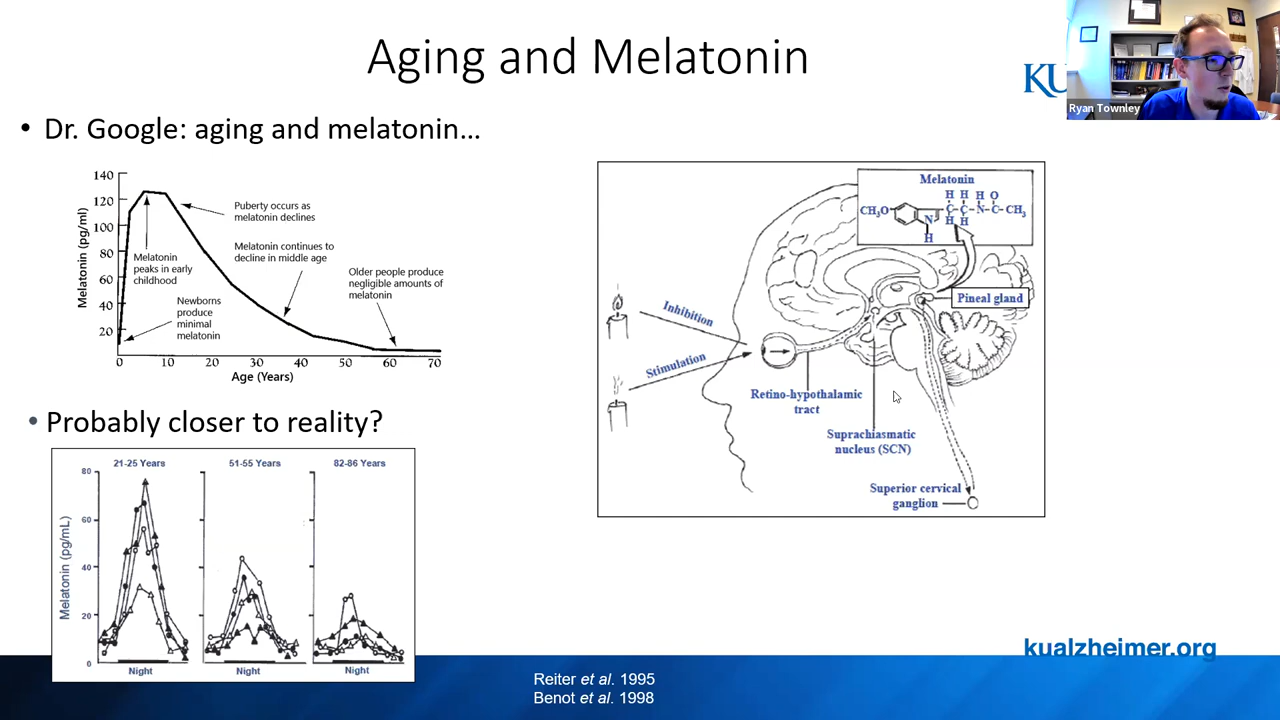 Aging and Melatonin
KU
Ryan Townley
• Dr. Google: aging and melatonin...
140
120
100
80
60
40
20
Melatonin (pg/ml)
Puberty occurs as
melatonin declines
Melatonin continues to
decline in middle age
Melatonin
peaks in early
childhood
Older people produce
negligible amounts of
melatonin
Newborns
produce
minimal
melatonin
0 10 20 30 40 50 60 70
Age (Years)
Melatonin
H H H O
CH3O C-C-N-C-CH3
N H H
H
Pineal gland
Inhibition
Stimulation
Retino-hypothalamic
tract
Suprachiasmatic
nucleus (SCN)
Superior cervical
ganglion
• Probably closer to reality?
21-25 Years 51-55 Years 82-86 Years
80
60
40
20
0
Melatonin (pg/mL)
Night Night Night
kualzheimer.org
Reiter et al. 1995
Benot et al. 1998